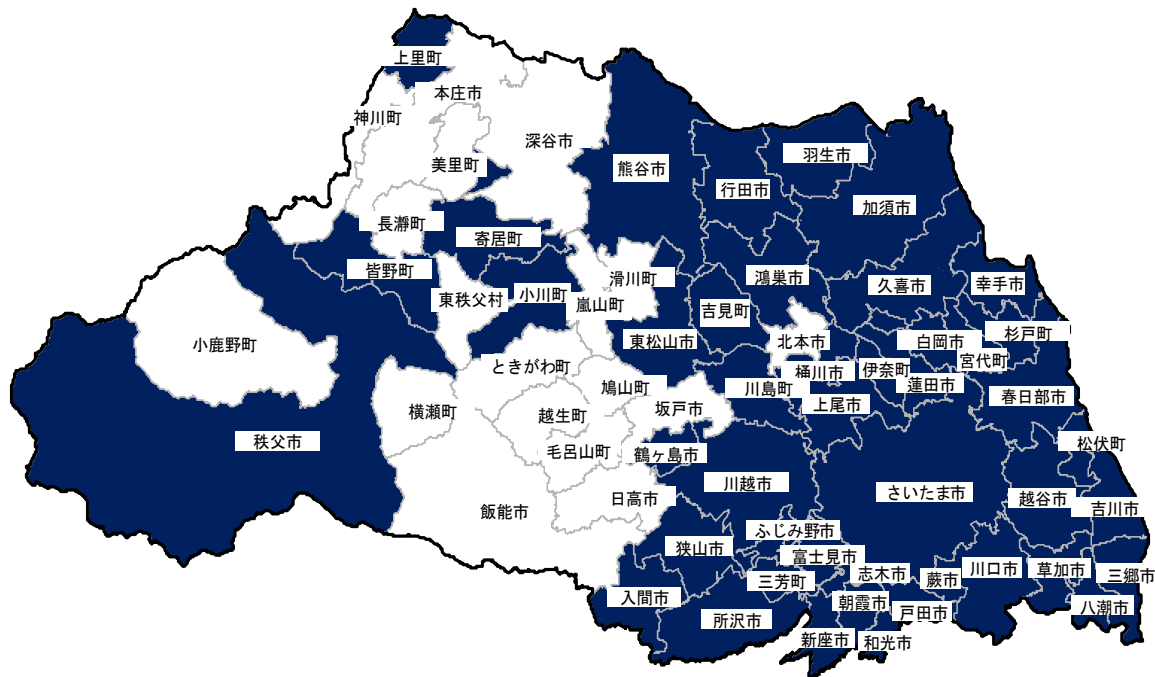 上里町
本庄市
神川町
深谷市
美里町
熊谷市
羽生市
行田市
加須市
長瀞町
寄居町
皆野町
滑川町
鴻巣市
久喜市
幸手市
東秩父村
小川町
嵐山町
吉見町
小鹿野町
東松山市
北本市
白岡市
杉戸町
宮代町
ときがわ町
桶川市
伊奈町
蓮田市
鳩山町
川島町
春日部市
横瀬町
越生町
坂戸市
上尾市
秩父市
毛呂山町
鶴ヶ島市
松伏町
川越市
さいたま市
越谷市
吉川市
飯能市
日高市
ふじみ野市
狭山市
富士見市
志木市
蕨市
川口市
草加市
三郷市
三芳町
入間市
朝霞市
戸田市
八潮市
所沢市
新座市
和光市